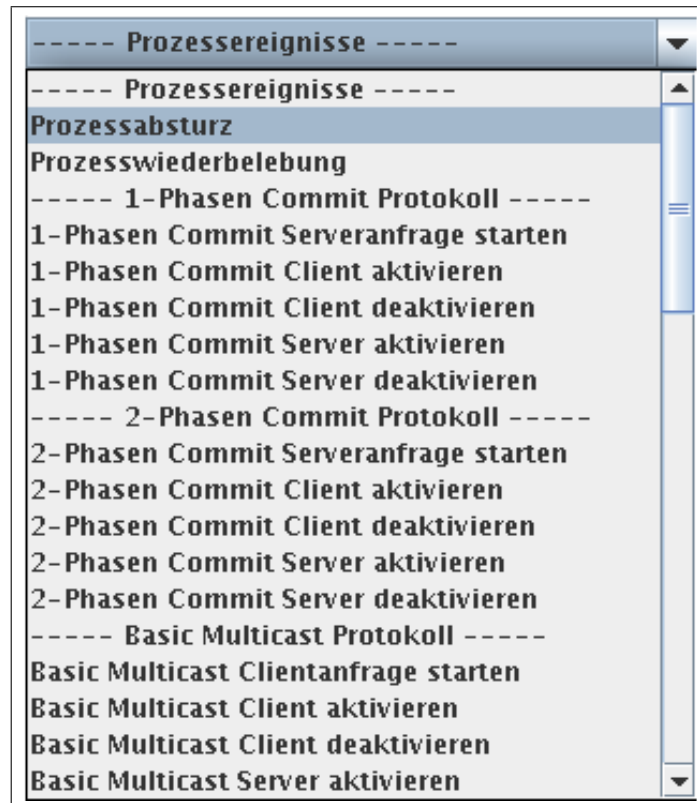 ----- Prozessereignisse -----
----- Prozessereignisse -----
Prozessabsturz
Prozesswiederbelebung
----- 1-Phasen Commit Protokoll -----
1-Phasen Commit Serveranfrage starten
1-Phasen Commit Client aktivieren
1-Phasen Commit Client deaktivieren
1-Phasen Commit Server aktivieren
1-Phasen Commit Server deaktivieren
----- 2-Phasen Commit Protokoll -----
2-Phasen Commit Serveranfrage starten
2-Phasen Commit Client aktivieren
2-Phasen Commit Client deaktivieren
2-Phasen Commit Server aktivieren
2-Phasen Commit Server deaktivieren
----- Basic Multicast Protokoll -----
Basic Multicast Clientanfrage starten
Basic Multicast Client aktivieren
Basic Multicast Client deaktivieren
Basic Multicast Server aktivieren